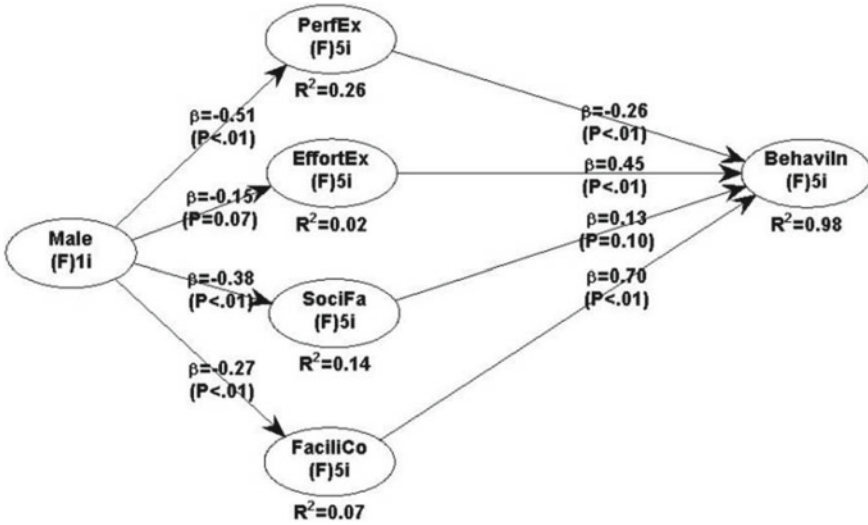 PerfEx
(F)5i
R²=0.26
β=-0.51
(P<.01)
β=-0.26
(P<.01)
EffortEx
(F)5i
R²=0.02
β=-0.15
(P=0.07)
β=0.45
(P<.01)
BehaviIn
(F)5i
R²=0.98
Male
(F)1i
β=-0.38
(P<.01)
β=0.13
(P=0.10)
SociFa
(F)5i
R²=0.14
β=0.70
(P<.01)
β=-0.27
(P<.01)
FaciliCo
(F)5i
R²=0.07